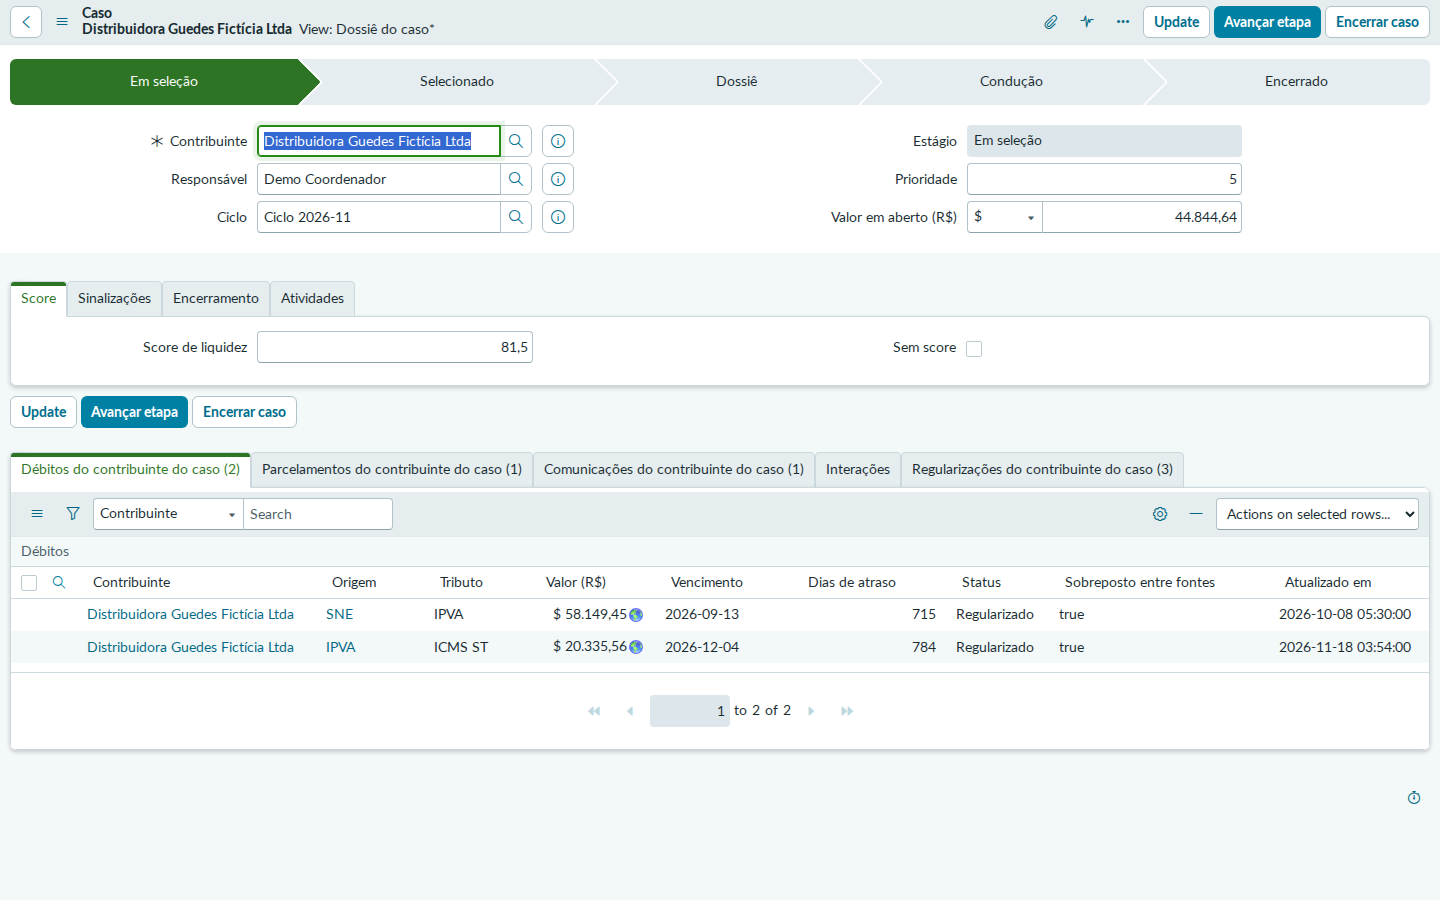 Caso
Distribuidora Guedes Fictícia Ltda View: Dossiê do caso*
Update
Avançar etapa
Encerrar caso
Em seleção
Selecionado
Dossiê
Condução
Encerrado
Contribuinte Distribuidora Guedes Fictícia Ltda
Responsável Demo Coordenador
Ciclo Ciclo 2026-11
Estágio Em seleção
Prioridade 5
Valor em aberto (R$) $ 44.844,64
Score Sinalizações Encerramento Atividades
Score de liquidez 81,5
Sem score
Update Avançar etapa Encerrar caso
Débitos do contribuinte do caso (2) Parcelamentos do contribuinte do caso (1) Comunicações do contribuinte do caso (1) Interações Regularizações do contribuinte do caso (3)
Contribuinte Search Actions on selected rows...
Débitos
Contribuinte Origem Tributo Valor (R$) Vencimento Dias de atraso Status Sobreposto entre fontes Atualizado em
Distribuidora Guedes Fictícia Ltda SNE IPVA $ 58.149,45 2026-09-13 715 Regularizado true 2026-10-08 05:30:00
Distribuidora Guedes Fictícia Ltda IPVA ICMS ST $ 20.335,56 2026-12-04 784 Regularizado true 2026-11-18 03:54:00
1 to 2 of 2